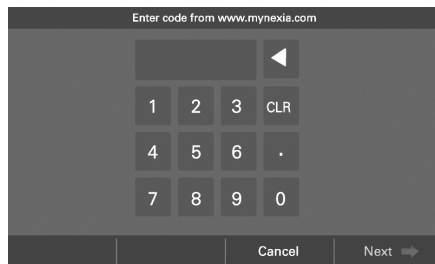 Enter code from www.mynexia.com
1 2 3 CLR
4 5 6 .
7 8 9 0
Cancel Next